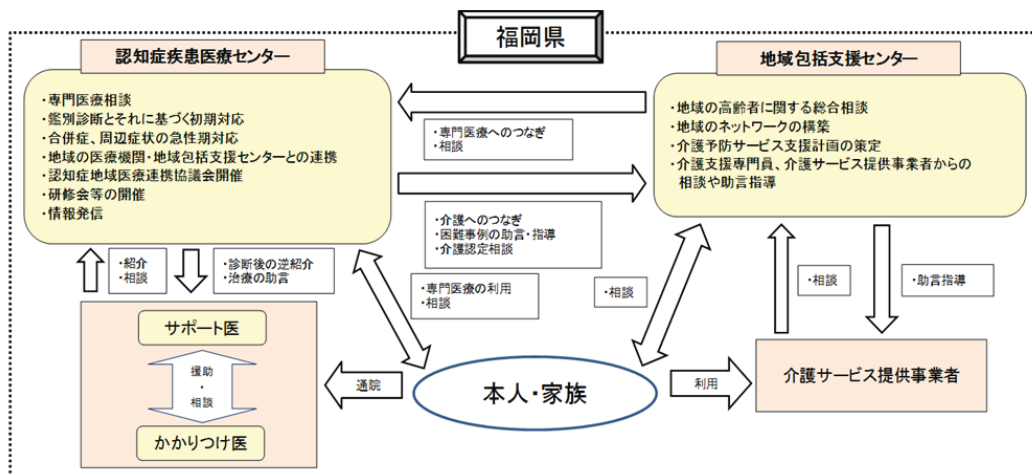 福岡県
認知症疾患医療センター
・専門医療相談
・鑑別診断とそれに基づく初期対応
・合併症、周辺症状の急性期対応
・地域の医療機関・地域包括支援センターとの連携
・認知症地域医療連携協議会開催
・研修会等の開催
・情報発信
地域包括支援センター
・地域の高齢者に関する総合相談
・地域のネットワークの構築
・介護予防サービス支援計画の策定
・介護支援専門員、介護サービス提供事業者からの
相談や助言指導
・専門医療へのつなぎ
・相談
・介護へのつなぎ
・困難事例の助言・指導
・介護認定相談
・紹介
・相談
・診断後の逆紹介
・治療の助言
・専門医療の利用
・相談
・相談
・相談
・助言指導
サポート医
援助
・
相談
かかりつけ医
通院
本人・家族
利用
介護サービス提供事業者